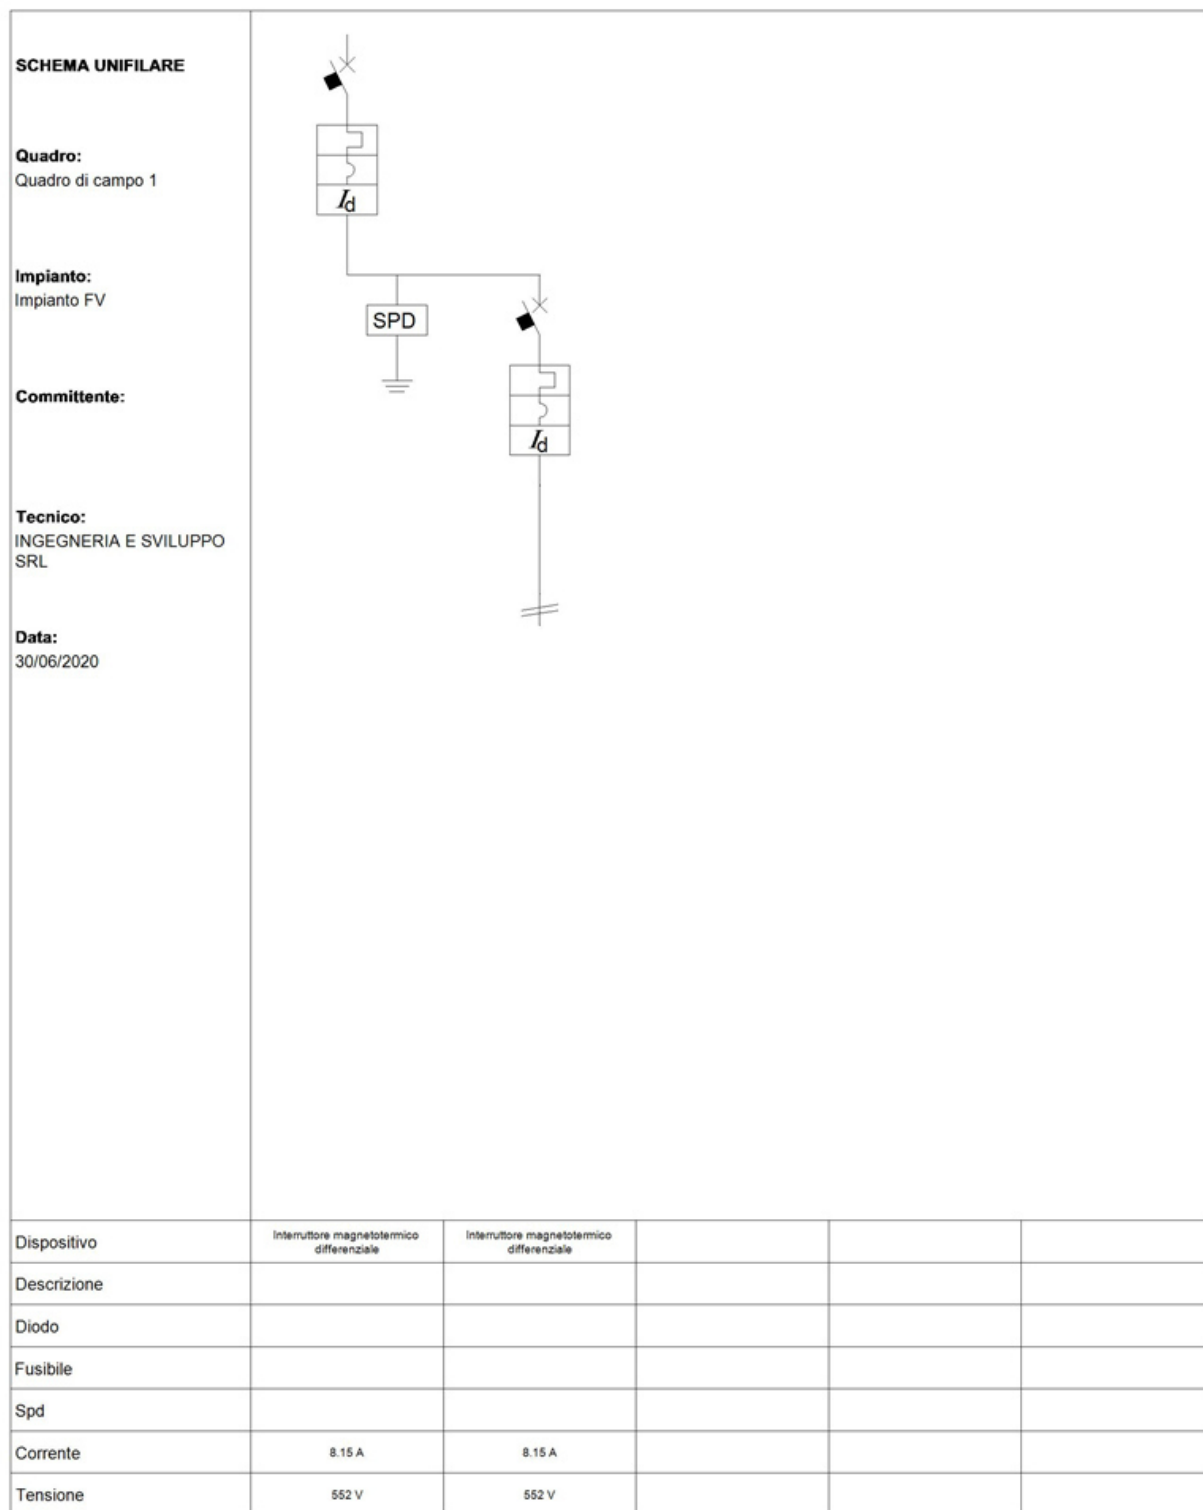 SCHEMA UNIFILARE
Quadro:
Quadro di campo 1
Impianto:
Impianto FV
Committente:
Tecnico:
INGEGNERIA E SVILUPPO
SRL
Data:
30/06/2020
Id
SPD
Id
Dispositivo
Interruttore magnetotermico
differenziale
Interruttore magnetotermico
differenziale
Descrizione
Diodo
Fusibile
Spd
Corrente
8.15 A
8.15 A
Tensione
552 V
552 V